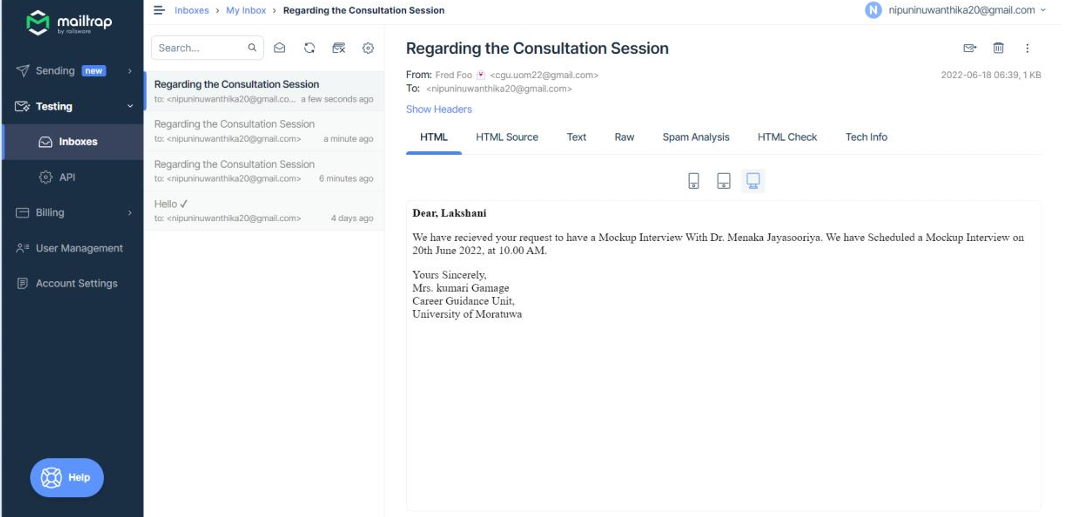 mailtrap
by railsware
Sending new
Testing
Inboxes
API
Billing
User Management
Account Settings
Help
Inboxes › My Inbox › Regarding the Consultation Session
N nipuninuwanthika20@gmail.com
Search...
Regarding the Consultation Session
to: <nipuninuwanthika20@gmail.co... a few seconds ago
Regarding the Consultation Session
to: <nipuninuwanthika20@gmail.com> a minute ago
Regarding the Consultation Session
to: <nipuninuwanthika20@gmail.com> 6 minutes ago
Hello ✓
to: <nipuninuwanthika20@gmail.com> 4 days ago
Regarding the Consultation Session
From: Fred Foo <cgu.uom22@gmail.com>
2022-06-18 06:39, 1 KB
To: <nipuninuwanthika20@gmail.com>
Show Headers
HTML HTML Source Text Raw Spam Analysis HTML Check Tech Info
Dear, Lakshani
We have recieved your request to have a Mockup Interview With Dr. Menaka Jayasooriya. We have Scheduled a Mockup Interview on
20th June 2022, at 10.00 AM.
Yours Sincerely,
Mrs. kumari Gamage
Career Guidance Unit,
University of Moratuwa